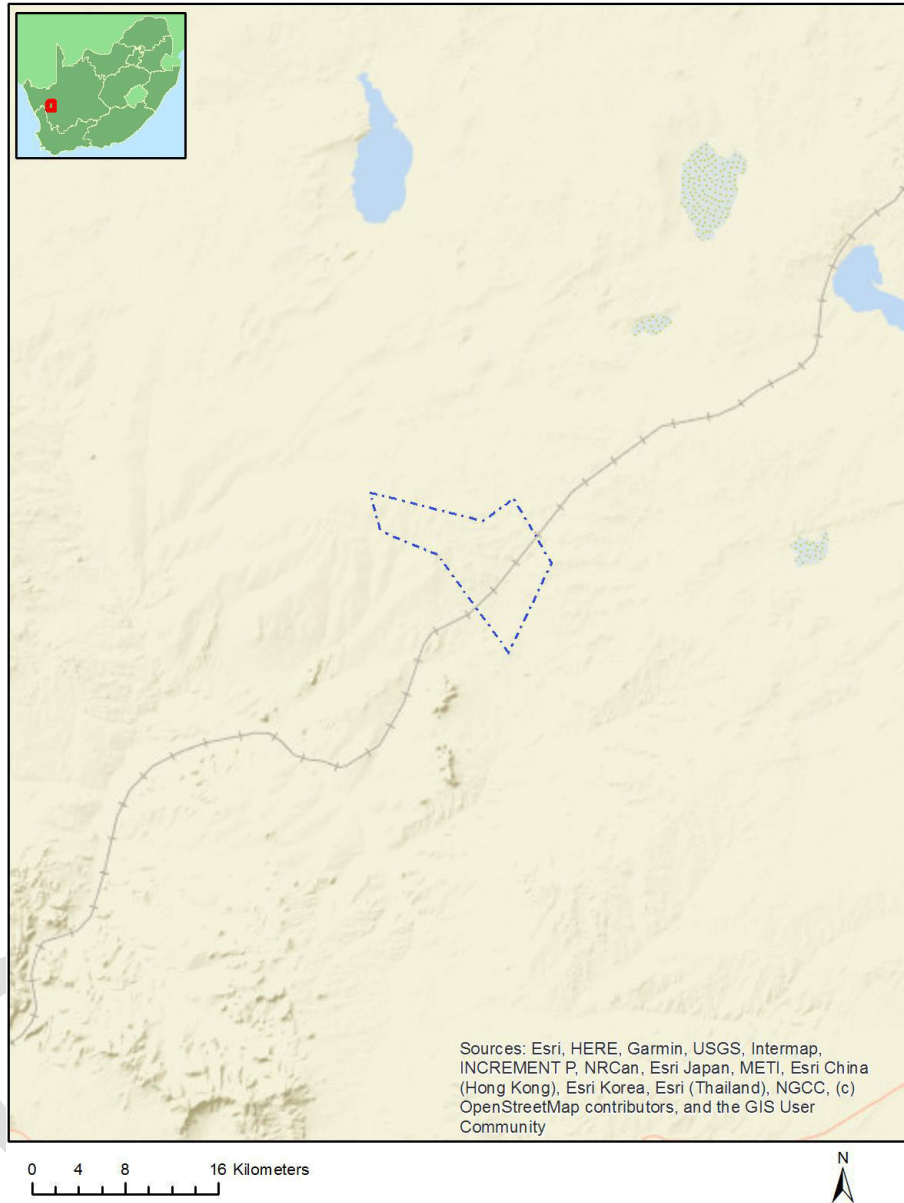 Sources: Esri, HERE, Garmin, USGS, Intermap,
INCREMENT P, NRCan, Esri Japan, METI, Esri China
(Hong Kong), Esri Korea, Esri (Thailand), NGCC, (c)
OpenStreetMap contributors, and the GIS User
Community
0 4 8 16 Kilometers
N